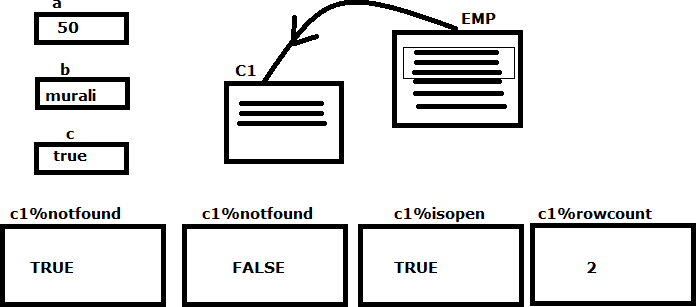 a
50
EMP
b
C1
murali
c
true
c1%notfound c1%notfound c1%isopen c1%rowcount
TRUE FALSE TRUE 2